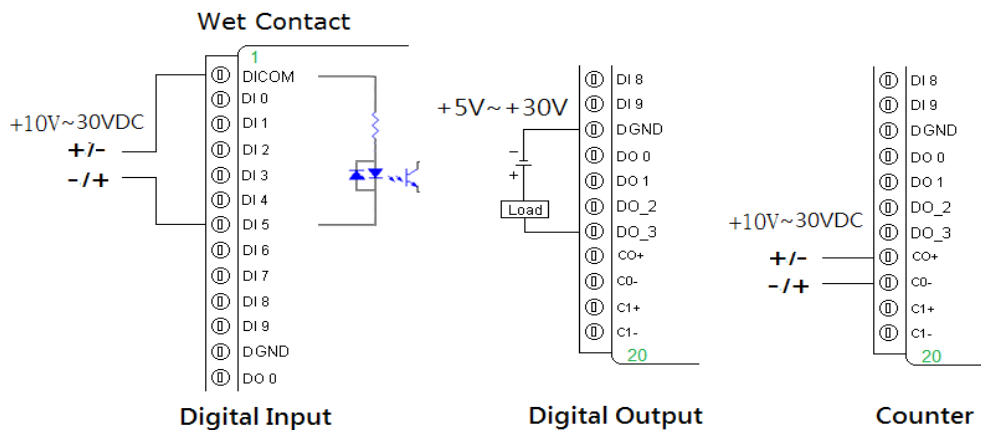 Wet Contact
1
DICOM
DI 0
DI 1
DI 2
DI 3
DI 4
DI 5
DI 6
DI 7
DI 8
DI 9
DGND
DO 0
+10V~30VDC
+/-
-/+
Digital Input
+5V~+30V
-
+
Load
DI 8
DI 9
DGND
DO 0
DO 1
DO_2
DO_3
CO+
C0-
C1+
C1-
20
Digital Output
+10V~30VDC
+/-
-/+
DI 8
DI 9
DGND
DO 0
DO 1
DO_2
DO_3
CO+
C0-
C1+
C1-
20
Counter